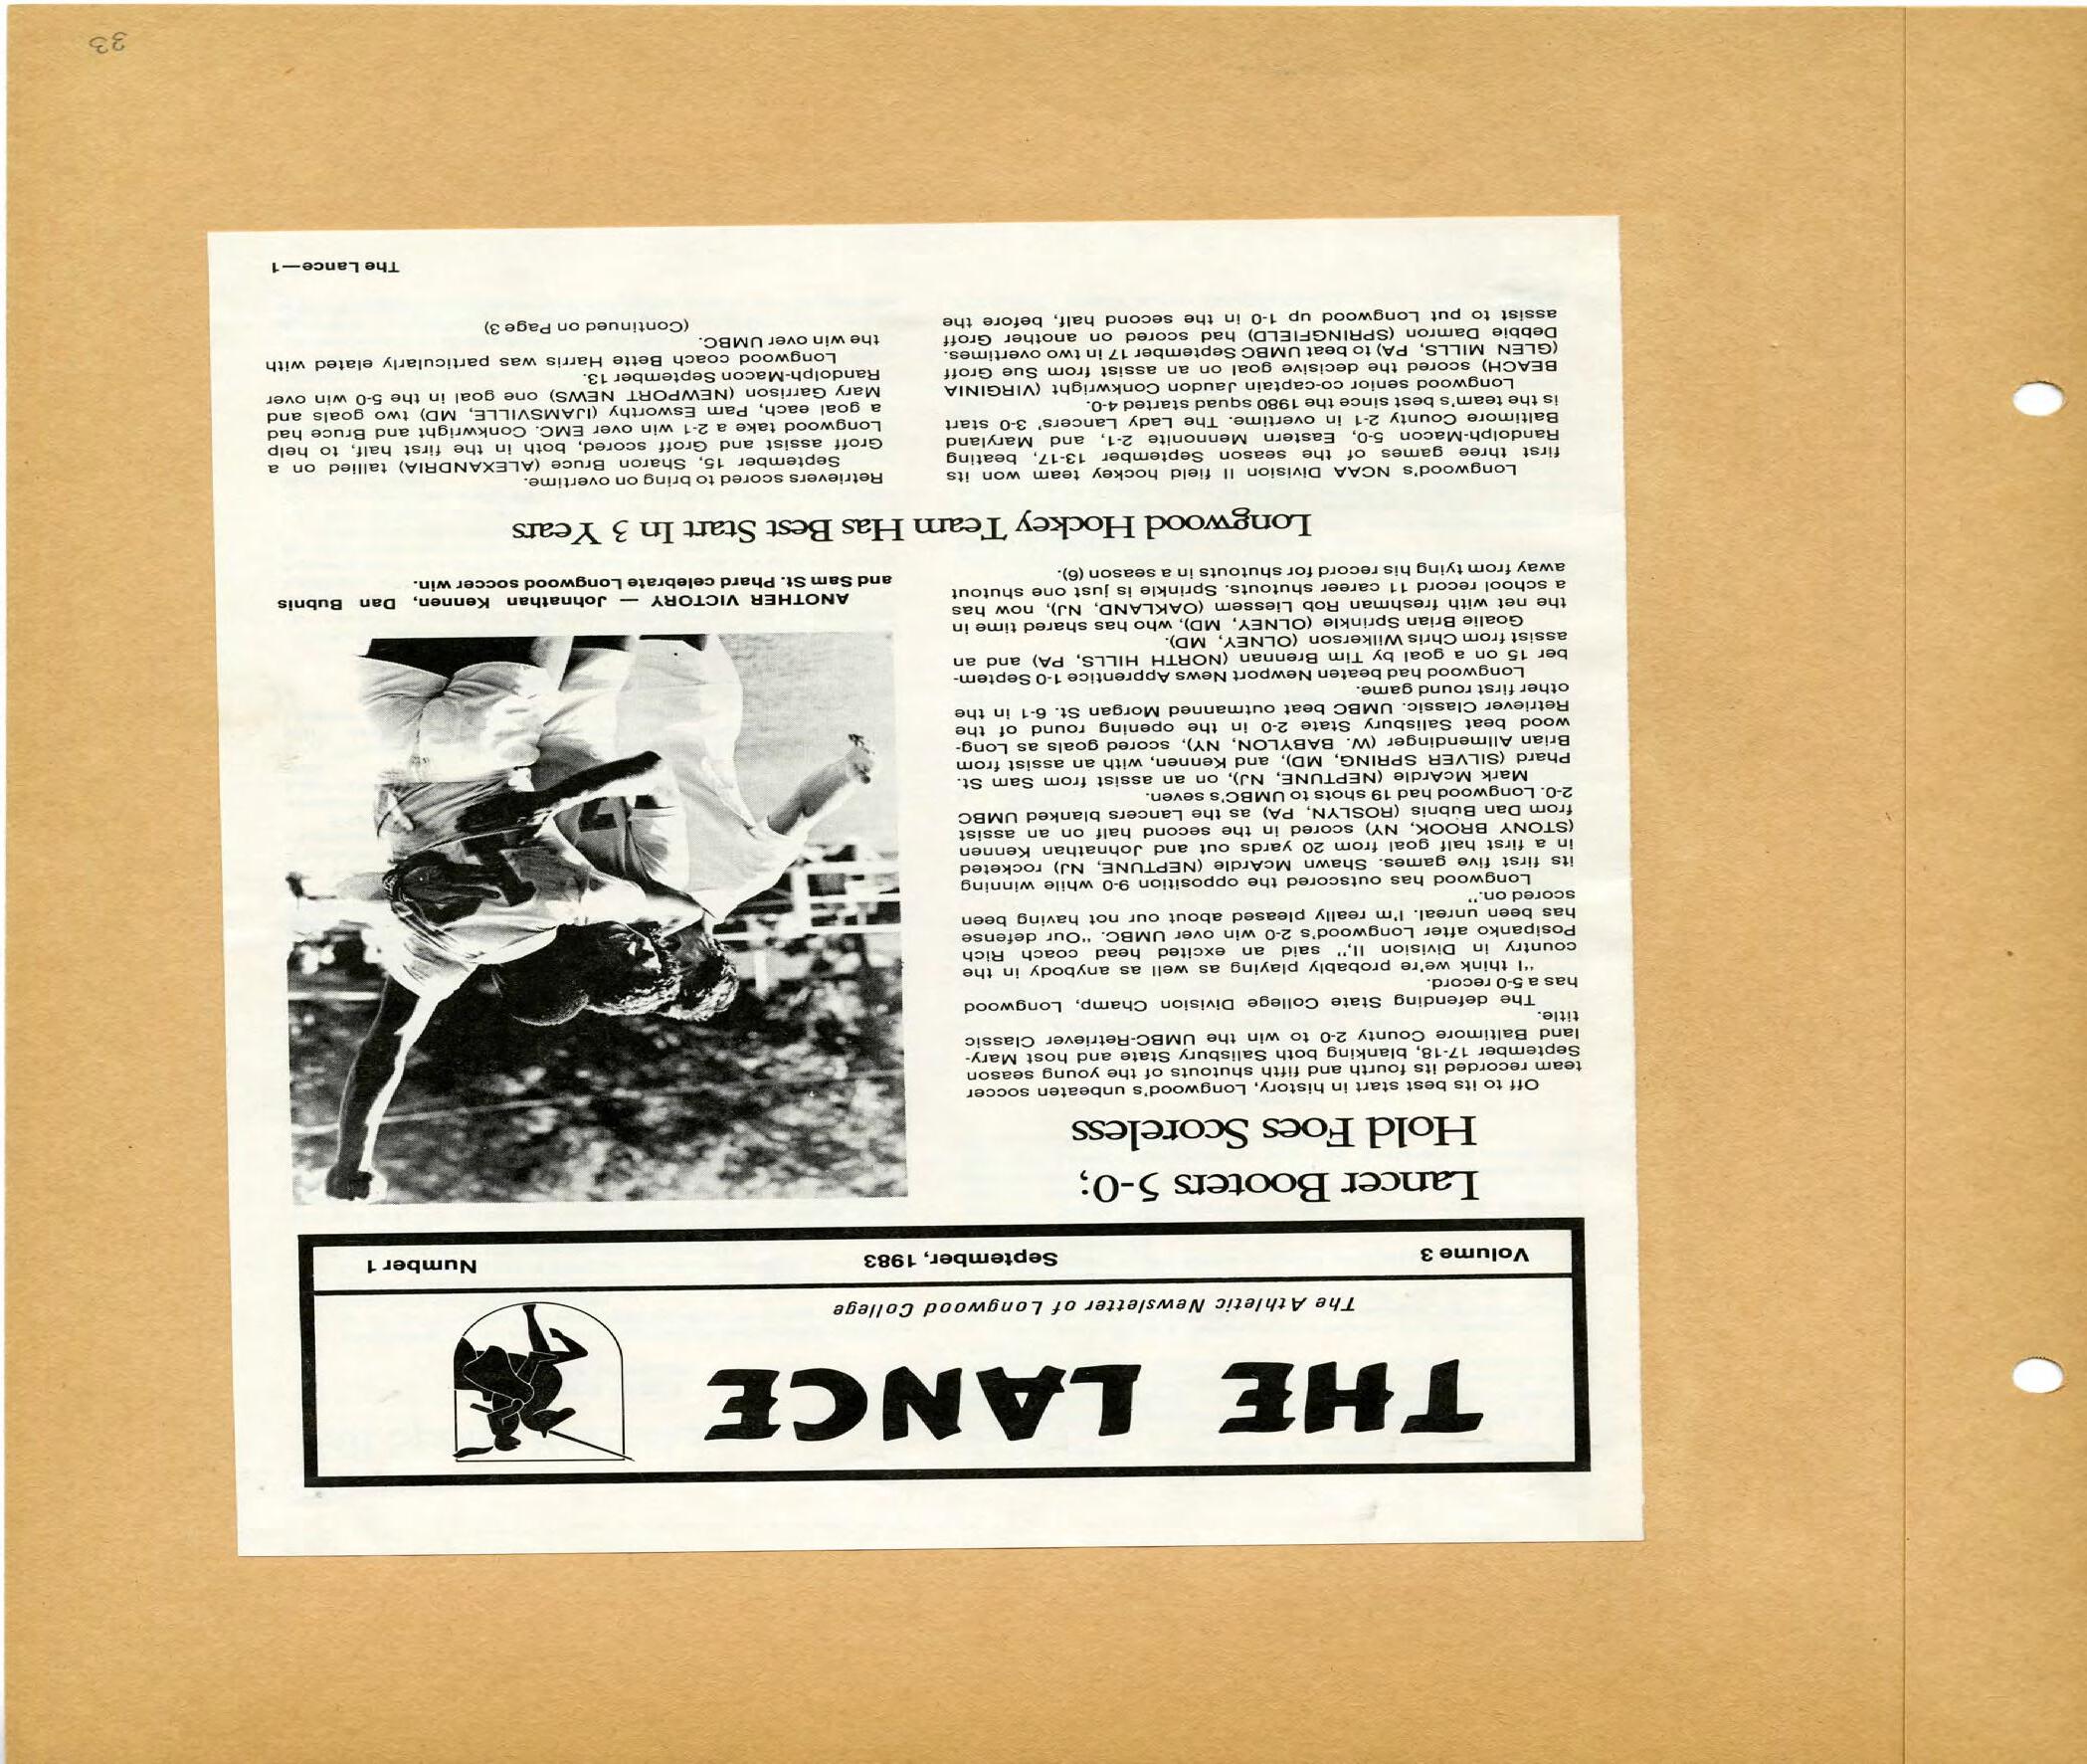 THE LANCE
The Athletic Newsletter of Longwood College
Volume 3 September, 1983 Number 1
Lancer Booters 5-0;
Hold Foes Scoreless
Off to its best start in history, Longwood's unbeaten soccer
team recorded its fourth and fifth shutouts of the young season
September 17-18, blanking both Salisbury State and host Mary-
land Baltimore County 2-0 to win the UMBC-Retriever Classic
title.
The defending State College Division Champ, Longwood
has a 5-0 record.
"I think we're probably playing as well as anybody in the
country in Division II," said an excited head coach Rich
Posipanko after Longwood's 2-0 win over UMBC. "Our defense
has been unreal. I'm really pleased about our not having been
scored on."
Longwood has outscored the opposition 9-0 while winning
its first five games. Shawn McArdle (NEPTUNE, NJ) rocketed
in a first half goal from 20 yards out and Johnathan Kennen
(STONY BROOK, NY) scored in the second half on an assist
from Dan Bubnis (ROSLYN, PA) as the Lancers blanked UMBC
2-0. Longwood had 19 shots to UMBC's seven.
Mark McArdle (NEPTUNE, NJ), on an assist from Sam St.
Phard (SILVER SPRING, MD), and Kennen, with an assist from
Brian Allmendinger (W. BABYLON, NY), scored goals as Long-
wood beat Salisbury State 2-0 in the opening round of the
Retriever Classic. UMBC beat outmanned Morgan St. 6-1 in the
other first round game.
Longwood had beaten Newport News Apprentice 1-0 Septem-
ber 15 on a goal by Tim Brennan (NORTH HILLS, PA) and an
assist from Chris Wilkerson (OLNEY, MD).
Goalie Brian Sprinkle (OLNEY, MD), who has shared time in
the net with freshman Rob Liessem (OAKLAND, NJ), now has
a school record 11 career shutouts. Sprinkle is just one shutout
away from tying his record for shutouts in a season (6).
ANOTHER VICTORY — Johnathan Kennen, Dan Bubnis
and Sam St. Phard celebrate Longwood soccer win.
Longwood Hockey Team Has Best Start In 3 Years
Longwood's NCAA Division II field hockey team won its
first three games of the season September 13-17, beating
Randolph-Macon 5-0, Eastern Mennonite 2-1, and Maryland
Baltimore County 2-1 in overtime. The Lady Lancers' 3-0 start
is the team's best since the 1980 squad started 4-0.
Longwood senior co-captain Jaudon Conkwright (VIRGINIA
BEACH) scored the decisive goal on an assist from Sue Groff
(GLEN MILLS, PA) to beat UMBC September 17 in two overtimes.
Debbie Damron (SPRINGFIELD) had scored on another Groff
assist to put Longwood up 1-0 in the second half, before the
Retrievers scored to bring on overtime.
September 15, Sharon Bruce (ALEXANDRIA) tallied on a
Groff assist and Groff scored, both in the first half, to help
Longwood take a 2-1 win over EMC. Conkwright and Bruce had
a goal each, Pam Esworthy (IJAMSVILLE, MD) two goals and
Mary Garrison (NEWPORT NEWS) one goal in the 5-0 win over
Randolph-Macon September 13.
Longwood coach Bette Harris was particularly elated with
the win over UMBC.
(Continued on Page 3)
The Lance—1
33